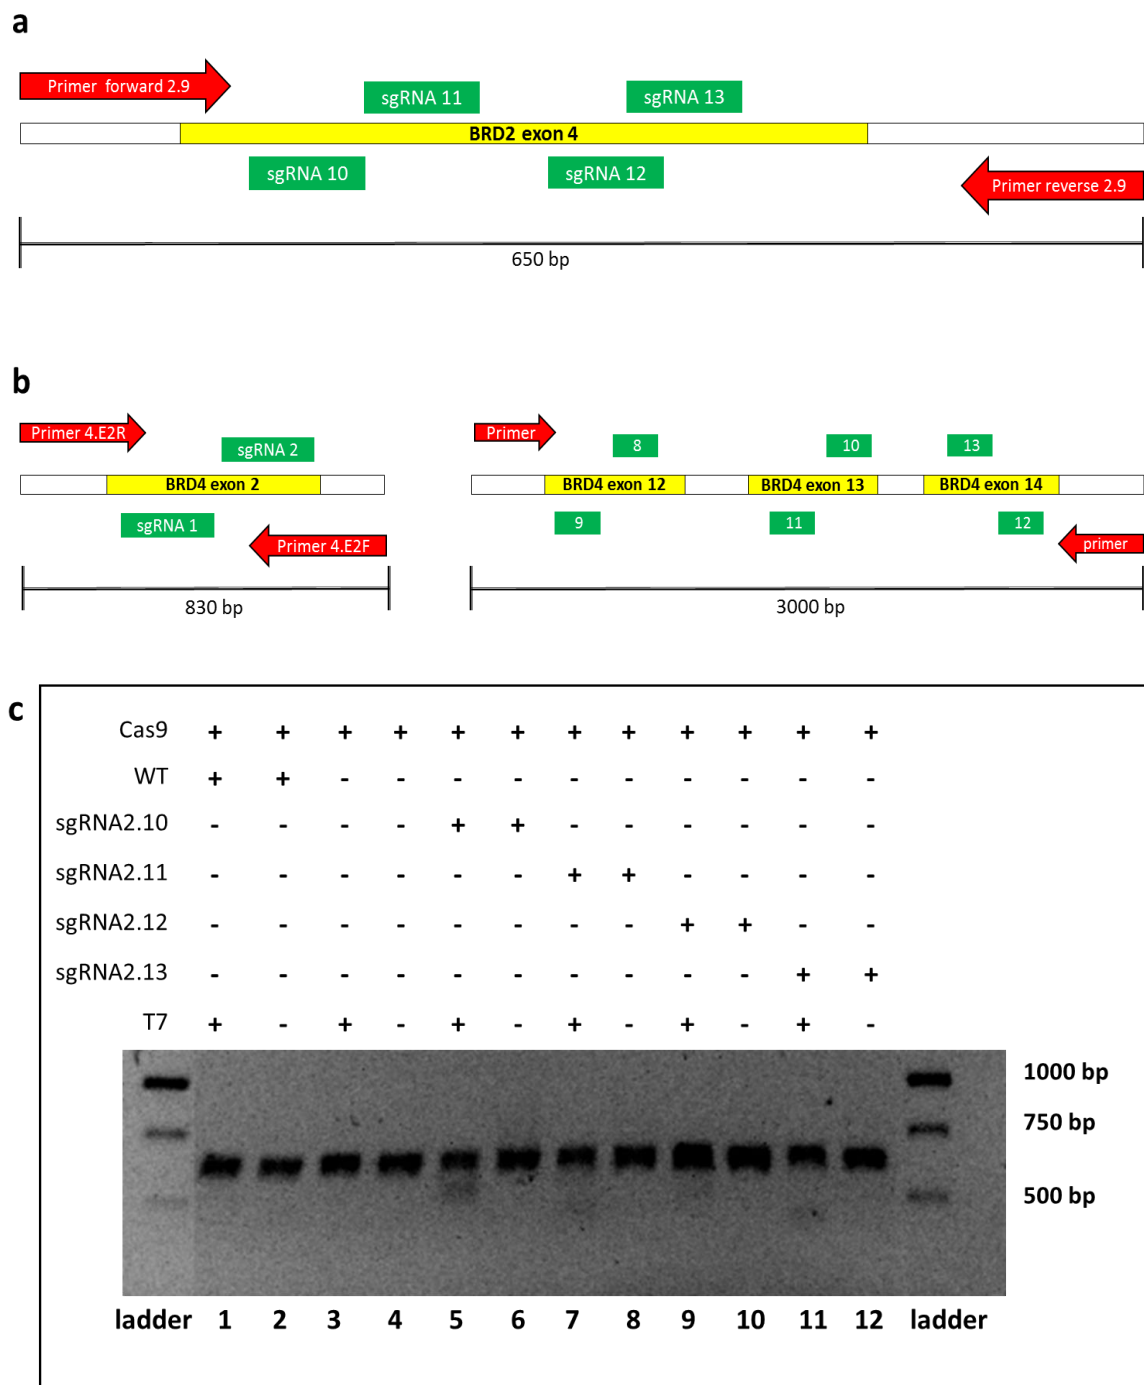 a
Primer forward 2.9
sgRNA 11
sgRNA 13
BRD2 exon 4
sgRNA 10
sgRNA 12
Primer reverse 2.9
650 bp
b
Primer 4.E2R
sgRNA 2
BRD4 exon 2
sgRNA 1
Primer 4.E2F
830 bp
Primer
8
10
13
BRD4 exon 12
BRD4 exon 13
BRD4 exon 14
9
11
12
primer
3000 bp
c
Cas9 + + + + + + + + + + + +
WT + + - - - - - - - - - -
sgRNA2.10 - - - - + + - - - - - -
sgRNA2.11 - - - - - - + + - - - -
sgRNA2.12 - - - - - - - - + + - -
sgRNA2.13 - - - - - - - - - - + +
T7 + - + - + - + - + - + -
1000 bp
750 bp
500 bp
ladder 1 2 3 4 5 6 7 8 9 10 11 12 ladder